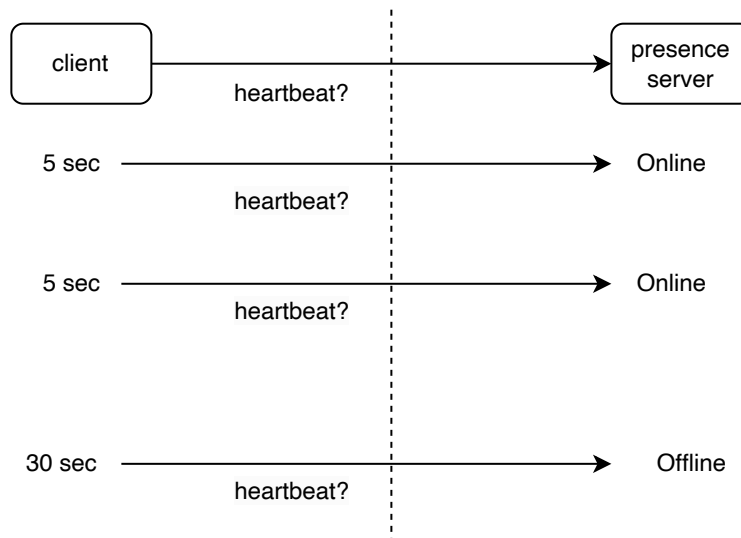 client
presence
server
heartbeat?
5 sec
Online
heartbeat?
5 sec
Online
heartbeat?
30 sec
Offline
heartbeat?